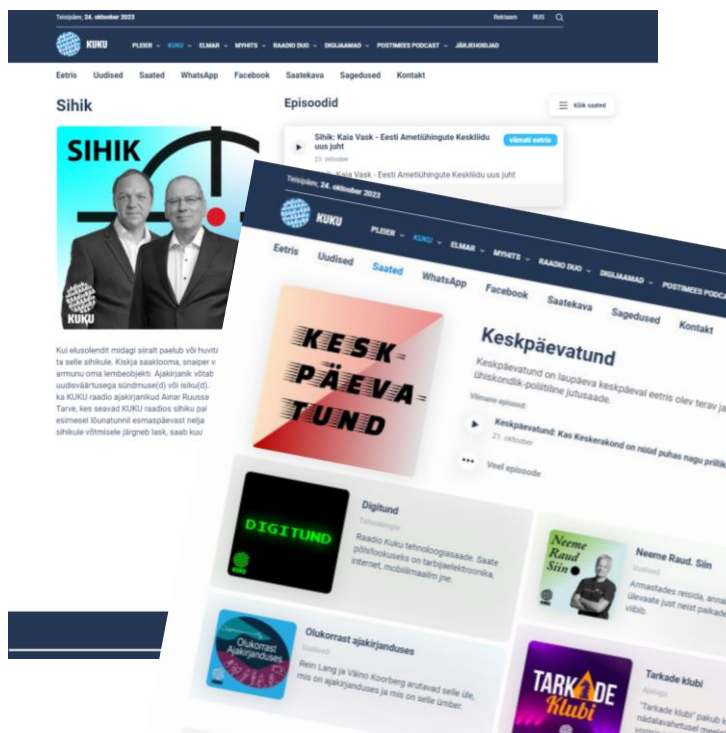 Teisipäev, 24. oktoober 2023
Reklaam RUS
KUKU PLEIER KUKU ELMAR MYHITS RAADIO DUO DIGIJAAMAD POSTIMEES PODCAST JÄRJEHOIDJAD
Eetris Uudised Saated WhatsApp Facebook Saatekava Sagedused Kontakt
Sihik
SIHIK
KUKU
Kui elusolendit midagi siiralt paelub või huvita
ta selle sihikule. Kiskja saaklooma, snaiper v
armunu oma lembeobjekti. Ajakirjanik võtab
uudisväärtusega sündmuse(d) või isiku(d).
ka KUKU raadio ajakirjanikud Ainar Ruussa
Tarve, kes seavad KUKU raadios sihiku pai
esimesel lõunatunnil esmaspäevast nelja
sihikule võtmisele järgneb lask, saab kuul
Episoodid
Kõik saated
Sihik: Kaia Vask - Eesti Ametiühingute Keskliidu
uus juht
viimati eetris
23. oktoober
Kaia Vask - Eesti Ametiühingute Keskliidu uus juht
Teisipäev, 24. oktoober 2023
KUKU PLEIER KUKU ELMAR MYHITS RAADIO DUO DIGIJAAMAD POSTIMEES PODCA
Eetris Uudised Saated WhatsApp Facebook Saatekava Sagedused Kontakt
KESK-
PÄEVA-
TUND
Keskpäevatund
Keskpäevatund on laupäeva keskpäeval eetris olev terav ja
ühiskondlik-poliitiline jutusaade.
Viimane episood:
Keskpäevatund: Kas Keskerakond on nüüd puhas nagu prillik
21. oktoober
Veel episoode
DIGITUND
KUKU
Digitund
Tehnoloogia
Raadio Kuku tehnoloogiasaade. Saate
põhifookuseks on tarbijaelektroonika,
internet, mobiilimaailm jne.
Neeme
Raud
Siin
KUKU
Neeme Raud. Siin
Uudised
Armastades reisida, anna
ülevaate just neist paikade
viibib.
Olukorrast
Ajakirjanduses
KUKU
Olukorrast ajakirjanduses
Uudised
Rein Lang ja Väino Koorberg arutavad selle üle,
mis on ajakirjanduses ja mis on selle ümber.
TARKADE
Klubi
KUKU
Tarkade klubi
Ajalugu
"Tarkade klubi" pakub k
nädalavahetusel